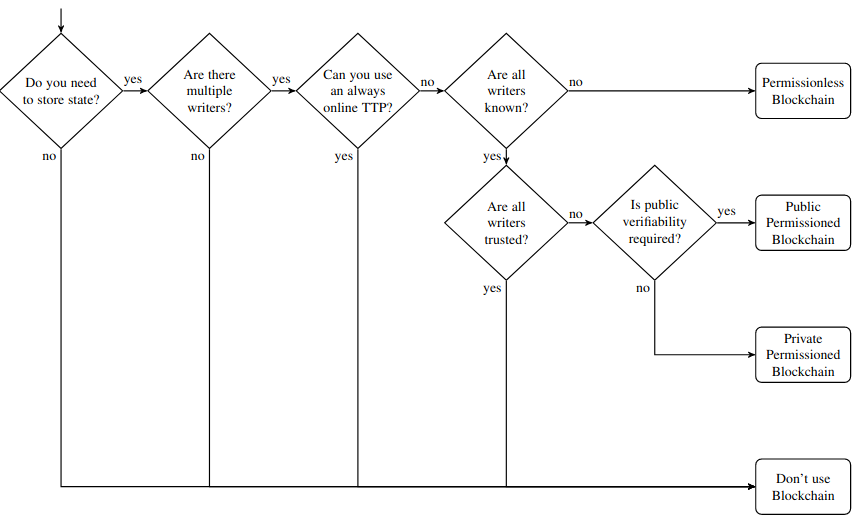 Do you need
to store state?
yes
no
Are there
multiple
writers?
yes
no
Can you use
an always
online TTP?
no
yes
Are all
writers
known?
no
yes
Permissionless
Blockchain
Are all
writers
trusted?
no
yes
Is public
verifiability
required?
yes
no
Public
Permissioned
Blockchain
Private
Permissioned
Blockchain
Don't use
Blockchain